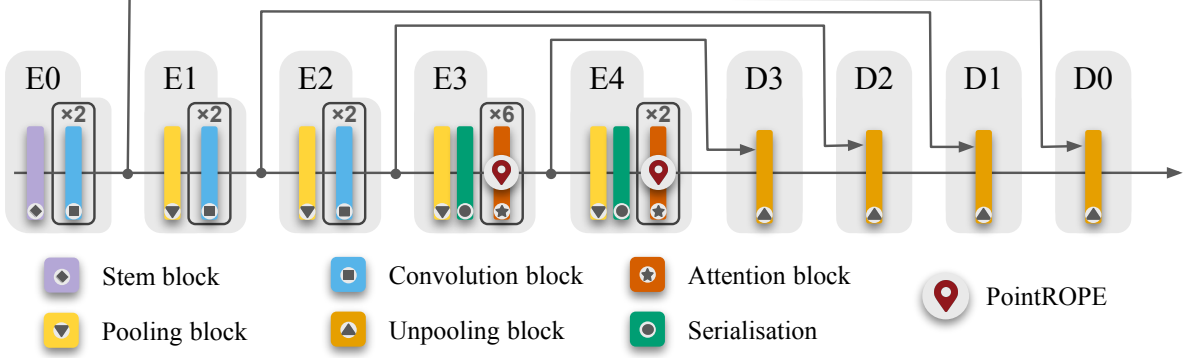 E0 E1 E2 E3 E4 D3 D2 D1 D0
×2 ×2 ×2 ×6 ×2
Stem block Convolution block Attention block PointROPE
Pooling block Unpooling block Serialisation